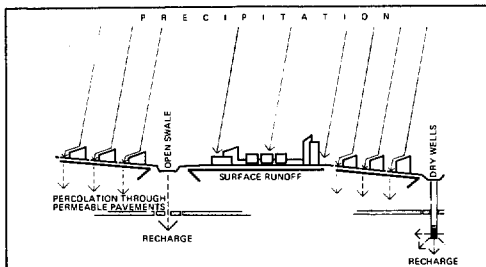 PRECIPITATION
OPEN SWALE
DRY WELLS
SURFACE RUNOFF
PERCOLATION THROUGH
PERMEABLE PAVEMENTS
RECHARGE
RECHARGE